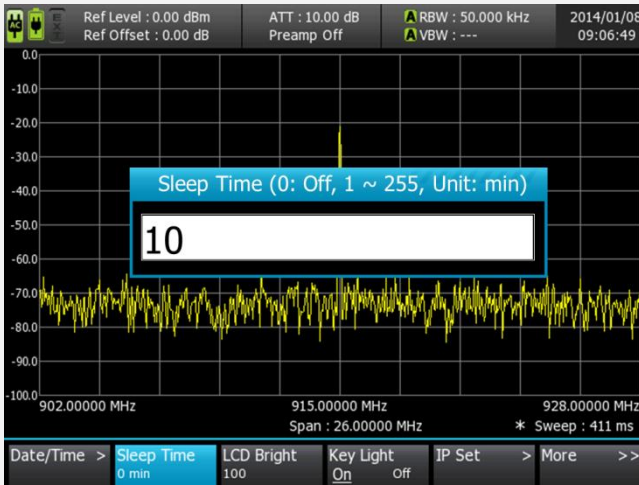 AC
Ref Level : 0.00 dBm
ATT : 10.00 dB
A RBW : 50.000 kHz
2014/01/08
EXT
Ref Offset : 0.00 dB
Preamp Off
A VBW : ---
09:06:49
0.0
-10.0
-20.0
-30.0
Sleep Time (0: Off, 1 ~ 255, Unit: min)
-40.0
10
-50.0
-60.0
-70.0
-80.0
-90.0
-100.0
902.00000 MHz
915.00000 MHz
928.00000 MHz
Span : 26.00000 MHz
* Sweep : 411 ms
Date/Time >
Sleep Time
0 min
LCD Bright
100
Key Light
On Off
IP Set >
More >>